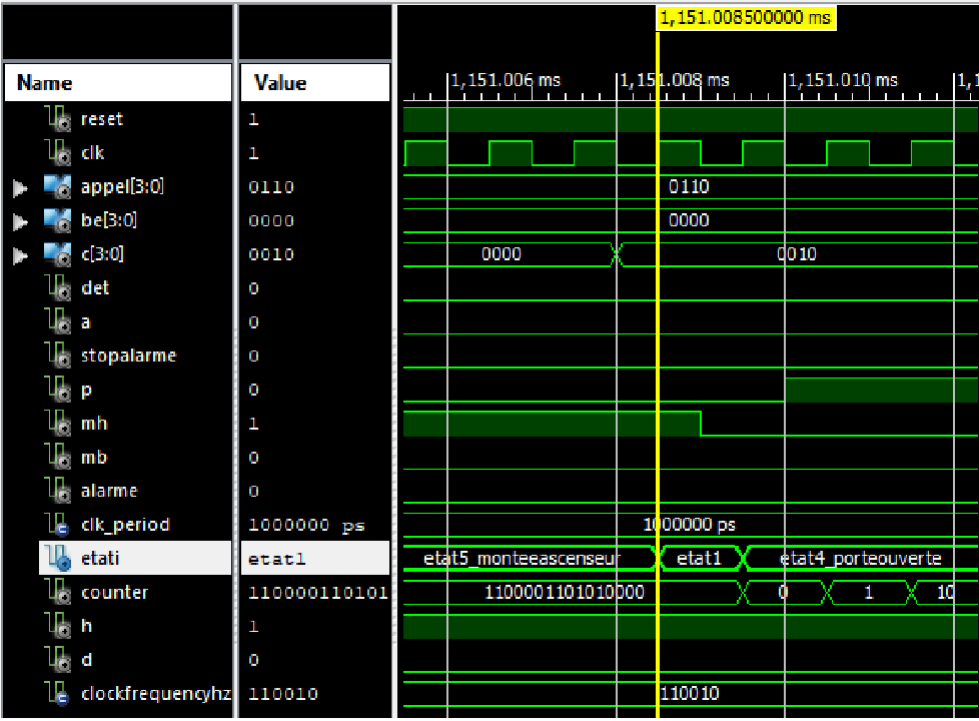 1,151.008500000 ms
Name Value 1,151.006 ms 1,151.008 ms 1,151.010 ms 1,1
reset 1
clk 1
appel[3:0] 0110 0110
be[3:0] 0000 0000
c[3:0] 0010 0000 0010
det 0
a 0
stopalarme 0
p 0
mh 1
mb 0
alarme 0
clk_period 1000000 ps 1000000 ps
etati etat1 etat5_monteeascenseur etat1 etat4_porteouverte
counter 110000110101 1100001101010000 0 1 10
h 1
d 0
clockfrequencyhz 110010 110010